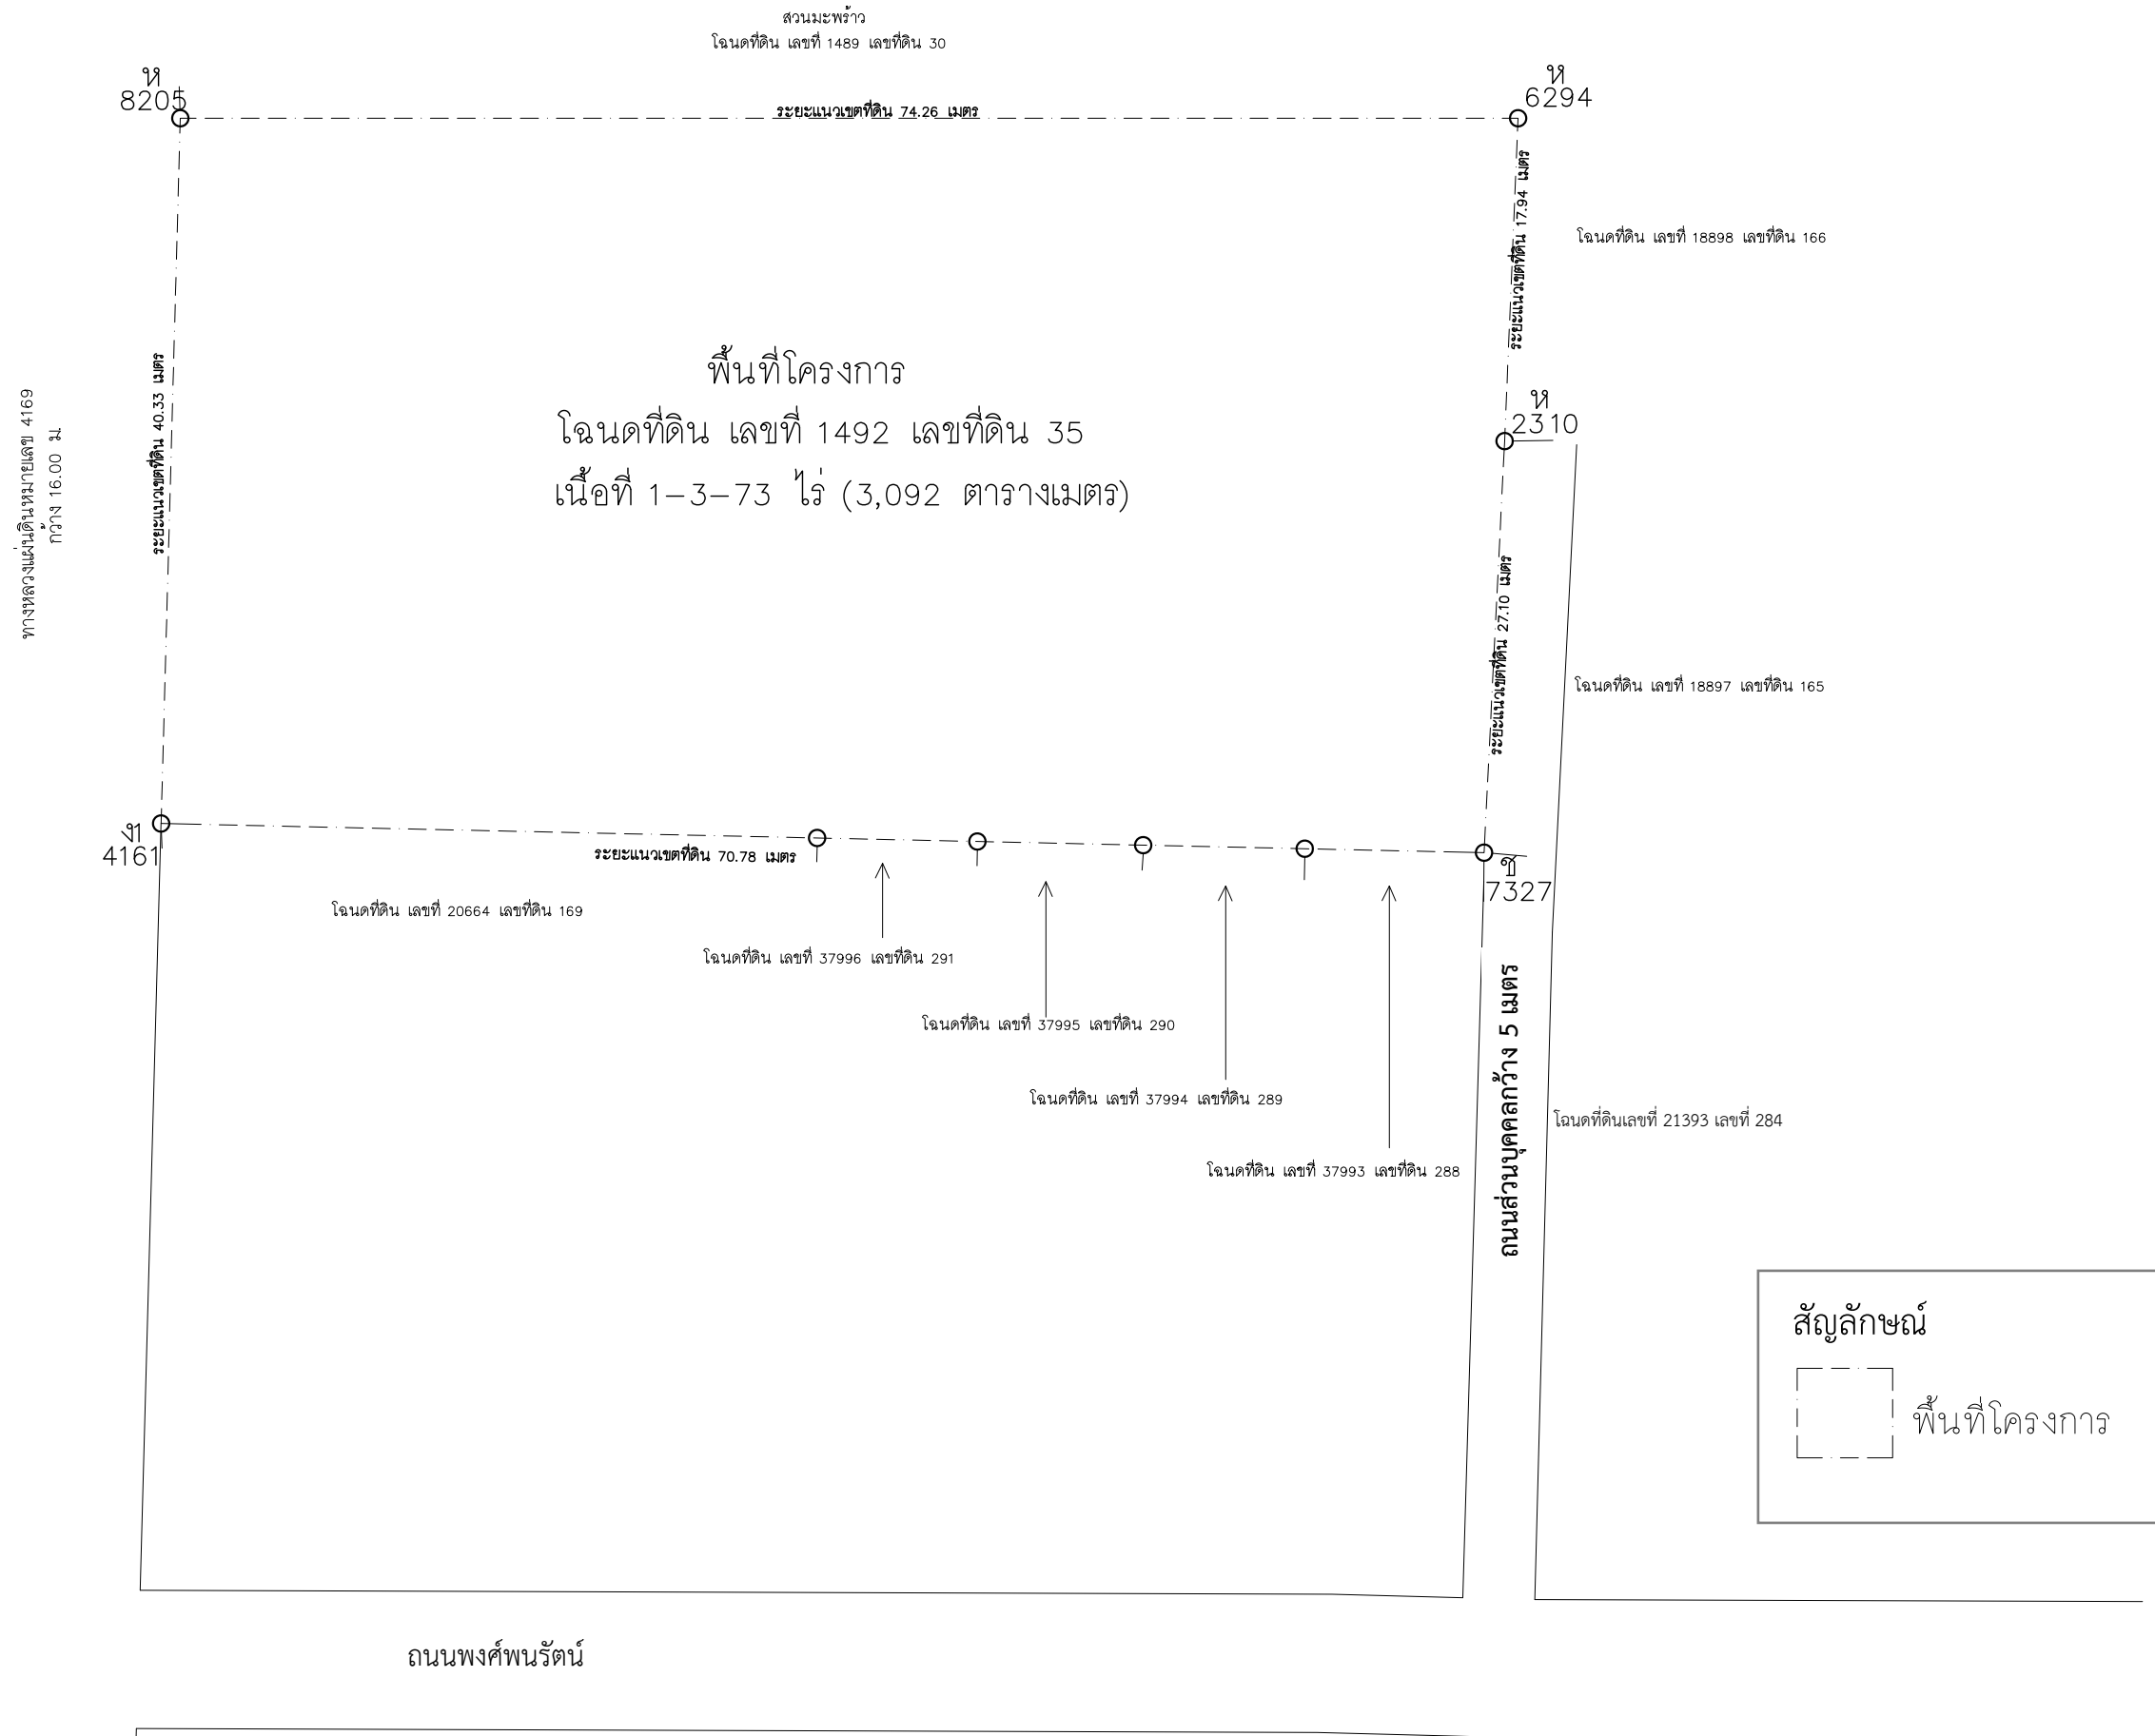 สวนมะพร้าว
โฉนดที่ดิน เลขที่ 1489 เลขที่ดิน 30
ห
8205
ระยะแนวเขตที่ดิน 74.26 เมตร
ห
6294
ระยะแนวเขตที่ดิน 17.94 เมตร
โฉนดที่ดิน เลขที่ 18898 เลขที่ดิน 166
พื้นที่โครงการ
โฉนดที่ดิน เลขที่ 1492 เลขที่ดิน 35
เนื้อที่ 1-3-73 ไร่ (3,092 ตารางเมตร)
ทางหลวงแผ่นดินหมายเลข 4169
กว้าง 16.00 ม.
ระยะแนวเขตที่ดิน 40.33 เมตร
ห
2310
ระยะแนวเขตที่ดิน 27.10 เมตร
โฉนดที่ดิน เลขที่ 18897 เลขที่ดิน 165
ง1
4161
ระยะแนวเขตที่ดิน 70.78 เมตร
ช
7327
โฉนดที่ดิน เลขที่ 20664 เลขที่ดิน 169
โฉนดที่ดิน เลขที่ 37996 เลขที่ดิน 291
โฉนดที่ดิน เลขที่ 37995 เลขที่ดิน 290
โฉนดที่ดิน เลขที่ 37994 เลขที่ดิน 289
โฉนดที่ดิน เลขที่ 37993 เลขที่ดิน 288
ถนนส่วนบุคคลกว้าง 5 เมตร
โฉนดที่ดินเลขที่ 21393 เลขที่ 284
สัญลักษณ์
พื้นที่โครงการ
ถนนพงศ์พนรัตน์